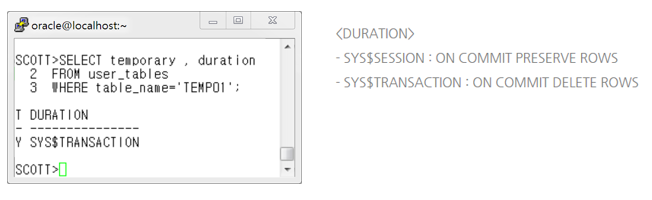 oracle@localhost:~
SCOTT>SELECT temporary , duration
2 FROM user_tables
3 WHERE table_name='TEMP01';
T DURATION
- ---------------
Y SYS$TRANSACTION
SCOTT>
<DURATION>
- SYS$SESSION : ON COMMIT PRESERVE ROWS
- SYS$TRANSACTION : ON COMMIT DELETE ROWS